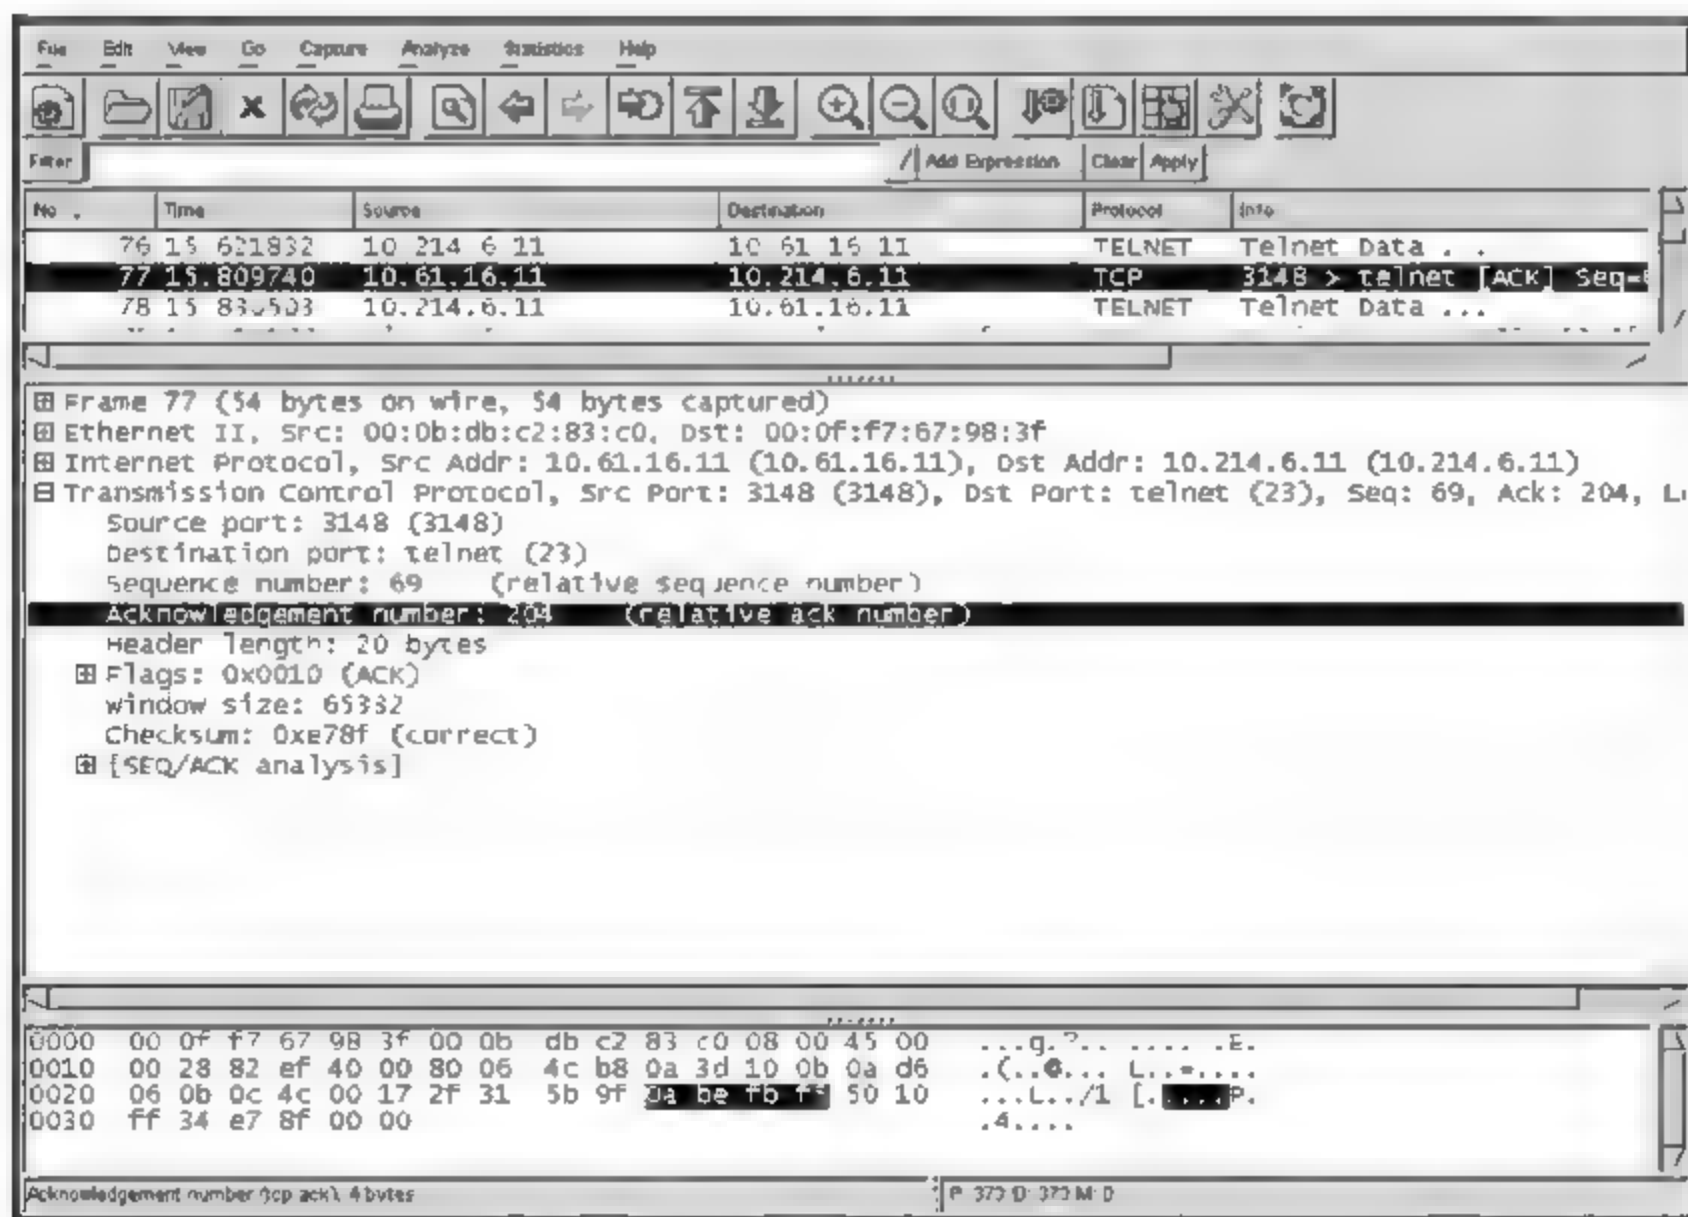 File Edit View Go Capture Analyze Statistics Help
Filter / Add Expression Clear Apply
No . Time Source Destination Protocol Info
76 15 621832 10 214 6 11 10 61 16 11 TELNET Telnet Data . .
77 15.809740 10.61.16.11 10.214.6.11 TCP 3148 > telnet [ACK] Seq=
78 15 10.214.6.11 10.61.16.11 TELNET Telnet Data ...
Frame 77 (54 bytes on wire, 54 bytes captured)
Ethernet II, Src: 00:0b:db:c2:83:c0, Dst: 00:0f:f7:67:98:3f
Internet Protocol, Src Addr: 10.61.16.11 (10.61.16.11), Dst Addr: 10.214.6.11 (10.214.6.11)
Transmission Control Protocol, Src Port: 3148 (3148), Dst Port: telnet (23), Seq: 69, Ack: 204, L
Source port: 3148 (3148)
Destination port: telnet (23)
Sequence number: 69 (relative sequence number)
Acknowledgement number: 204 (relative ack number)
Header length: 20 bytes
Flags: 0x0010 (ACK)
window size: 65332
Checksum: 0xe78f (correct)
[SEQ/ACK analysis]
0000 00 0f f7 67 98 3f 00 0b db c2 83 c0 08 00 45 00 ...g.?.. ......E.
0010 00 28 82 ef 40 00 80 06 4c b8 0a 3d 10 0b 0a d6 .(..@... L..=....
0020 06 0b 0c 4c 00 17 2f 31 5b 9f 0a be fb ff 50 10 ...L../1 [.....P.
0030 ff 34 e7 8f 00 00 .4....
Acknowledgement number (tcp ack), 4 bytes P: 373 D: 373 M: 0